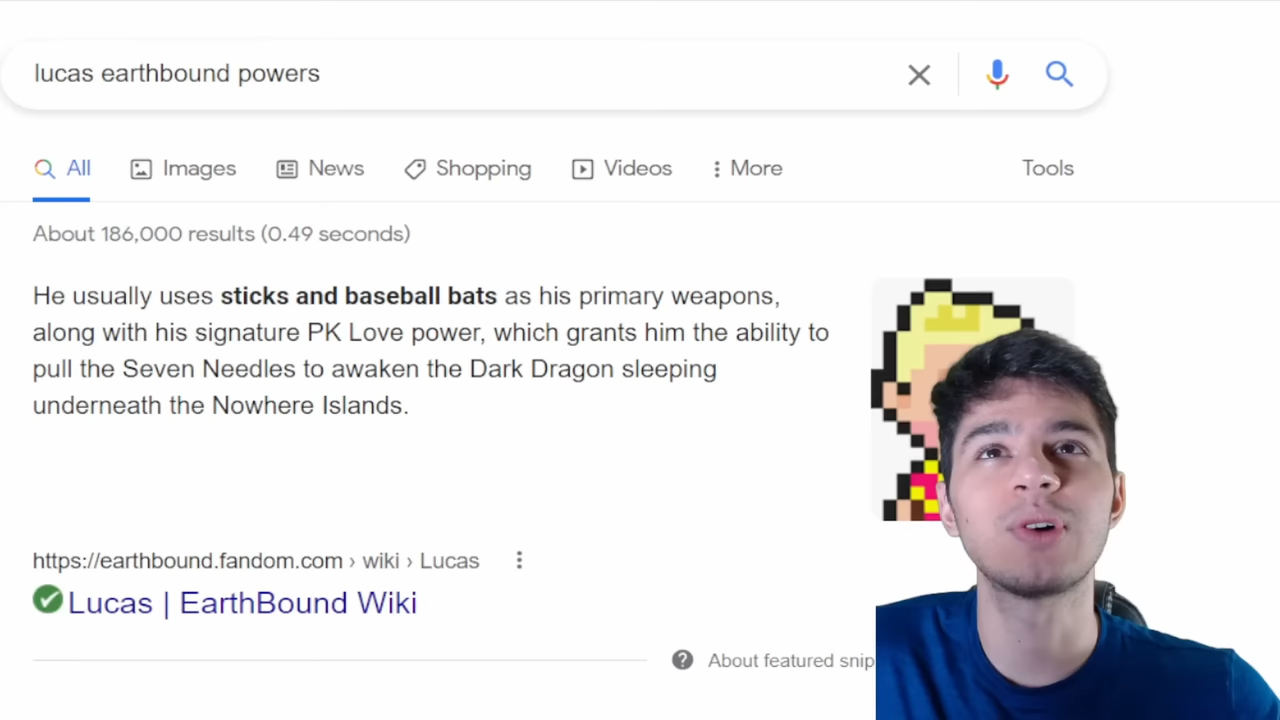 lucas earthbound powers
All
Images
News
Shopping
Videos
More
Tools
About 186,000 results (0.49 seconds)
He usually uses sticks and baseball bats as his primary weapons,
along with his signature PK Love power, which grants him the ability to
pull the Seven Needles to awaken the Dark Dragon sleeping
underneath the Nowhere Islands.
https://earthbound.fandom.com › wiki › Lucas
Lucas | EarthBound Wiki
About featured snip